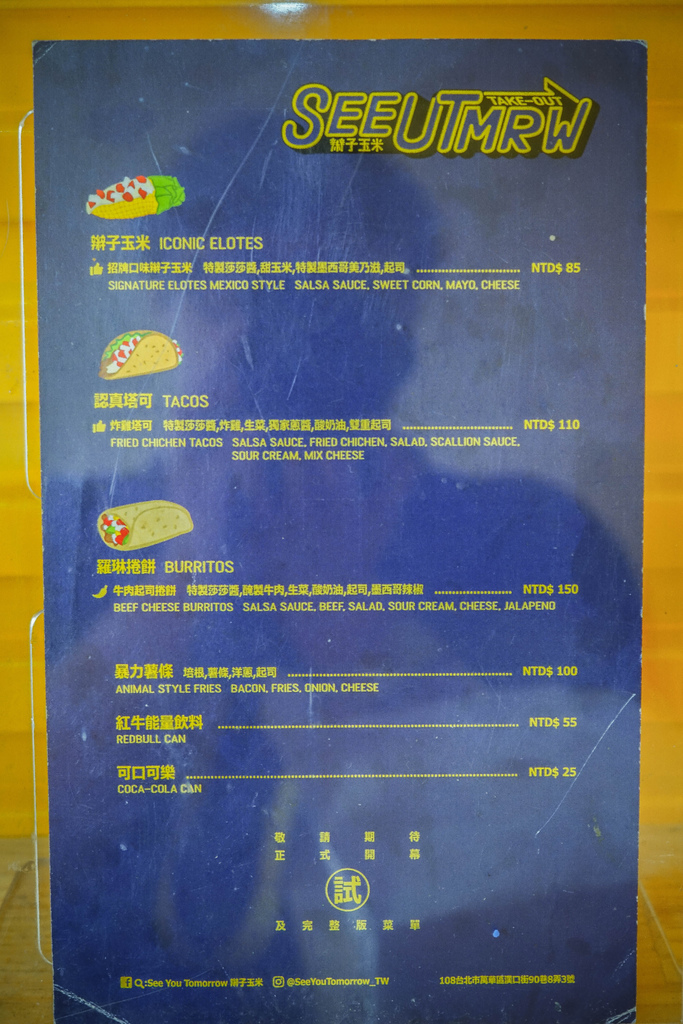 SEEUTMRW
TAKE-OUT
辮子玉米
辮子玉米 ICONIC ELOTES
招牌口味辮子玉米 特製莎莎醬,甜玉米,特製墨西哥美乃滋,起司 NTD$ 85
SIGNATURE ELOTES MEXICO STYLE SALSA SAUCE, SWEET CORN, MAYO, CHEESE
認真塔可 TACOS
炸雞塔可 特製莎莎醬,炸雞,生菜,獨家蔥醬,酸奶油,雙重起司 NTD$ 110
FRIED CHICHEN TACOS SALSA SAUCE, FRIED CHICHEN, SALAD, SCALLION SAUCE,
SOUR CREAM, MIX CHEESE
羅琳捲餅 BURRITOS
牛肉起司捲餅 特製莎莎醬,醃製牛肉,生菜,酸奶油,起司,墨西哥辣椒 NTD$ 150
BEEF CHEESE BURRITOS SALSA SAUCE, BEEF, SALAD, SOUR CREAM, CHEESE, JALAPENO
暴力薯條 培根,薯條,洋蔥,起司 NTD$ 100
ANIMAL STYLE FRIES BACON, FRIES, ONION, CHEESE
紅牛能量飲料 NTD$ 55
REDBULL CAN
可口可樂 NTD$ 25
COCA-COLA CAN
敬請期待
正式開幕
試
及完整版菜單
:See You Tomorrow 辮子玉米 @SeeYouTomorrow_TW 108台北市萬華區漢口街90巷8弄3號